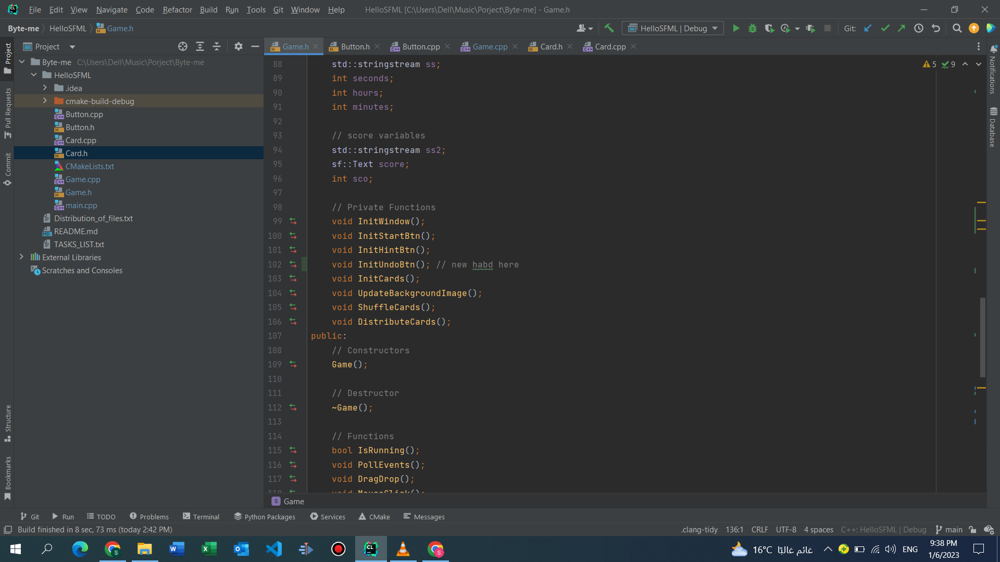 File Edit View Navigate Code Refactor Build Run Tools Git Window Help HelloSFML [C:\Users\Dell\Music\Porject\Byte-me] - Game.h
Byte-me HelloSFML Game.h HelloSFML | Debug Git:
Project
Game.h Button.h Button.cpp Game.cpp Card.h Card.cpp
Byte-me C:\Users\Dell\Music\Porject\Byte-me
HelloSFML
.idea
cmake-build-debug
Button.cpp
Button.h
Card.cpp
Card.h
CMakeLists.txt
Game.cpp
Game.h
main.cpp
Distribution_of_files.txt
README.md
TASKS_LIST.txt
External Libraries
Scratches and Consoles
Project
Pull Requests
Commit
Structure
Bookmarks
5 9
88 std::stringstream ss;
89 int seconds;
90 int hours;
91 int minutes;
92
93 // score variables
94 std::stringstream ss2;
95 sf::Text score;
96 int sco;
97
98 // Private Functions
99 void InitWindow();
100 void InitStartBtn();
101 void InitHintBtn();
102 void InitUndoBtn(); // new habd here
103 void InitCards();
104 void UpdateBackgroundImage();
105 void ShuffleCards();
106 void DistributeCards();
107 public:
108 // Constructors
109 Game();
110
111 // Destructor
112 ~Game();
113
114 // Functions
115 bool IsRunning();
116 void PollEvents();
117 void DragDrop();
118 void MouseClick();
Notifications
Database
S Game
Git Run TODO Problems Terminal Python Packages Services CMake Messages
Build finished in 8 sec, 73 ms (today 2:42 PM) .clang-tidy 136:1 CRLF UTF-8 4 spaces C++: HelloSFML | Debug main
16°C غائم غالبًا ENG 9:38 PM
1/6/2023